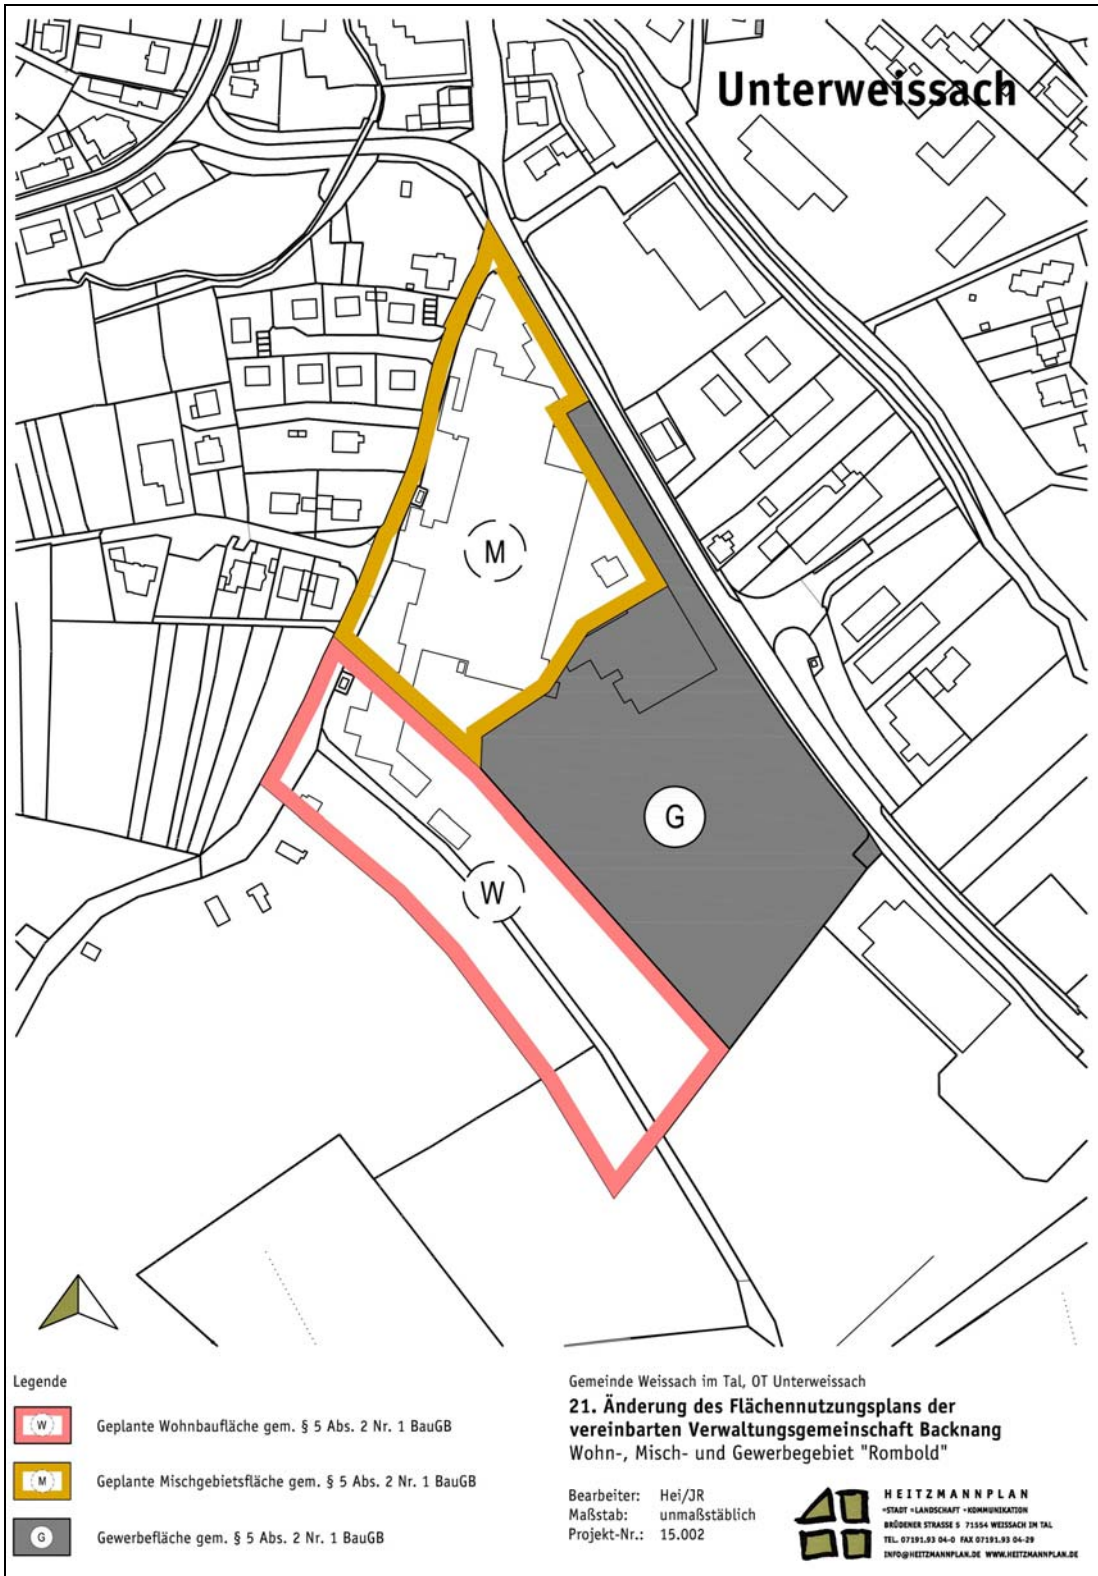 Unterweissach
M
G
W
Legende
W
Geplante Wohnbaufläche gem. § 5 Abs. 2 Nr. 1 BauGB
M
Geplante Mischgebietsfläche gem. § 5 Abs. 2 Nr. 1 BauGB
G
Gewerbefläche gem. § 5 Abs. 2 Nr. 1 BauGB
Gemeinde Weissach im Tal, OT Unterweissach
21. Änderung des Flächennutzungsplans der
vereinbarten Verwaltungsgemeinschaft Backnang
Wohn-, Misch- und Gewerbegebiet "Rombold"
Bearbeiter: Hei/JR
Maßstab: unmaßstäblich
Projekt-Nr.: 15.002
HEITZMANNPLAN
•STADT •LANDSCHAFT •KOMMUNIKATION
BRÜDENER STRASSE 5 71554 WEISSACH IM TAL
TEL. 07191.93 04-0 FAX 07191.93 04-29
INFO@HEITZMANNPLAN.DE WWW.HEITZMANNPLAN.DE